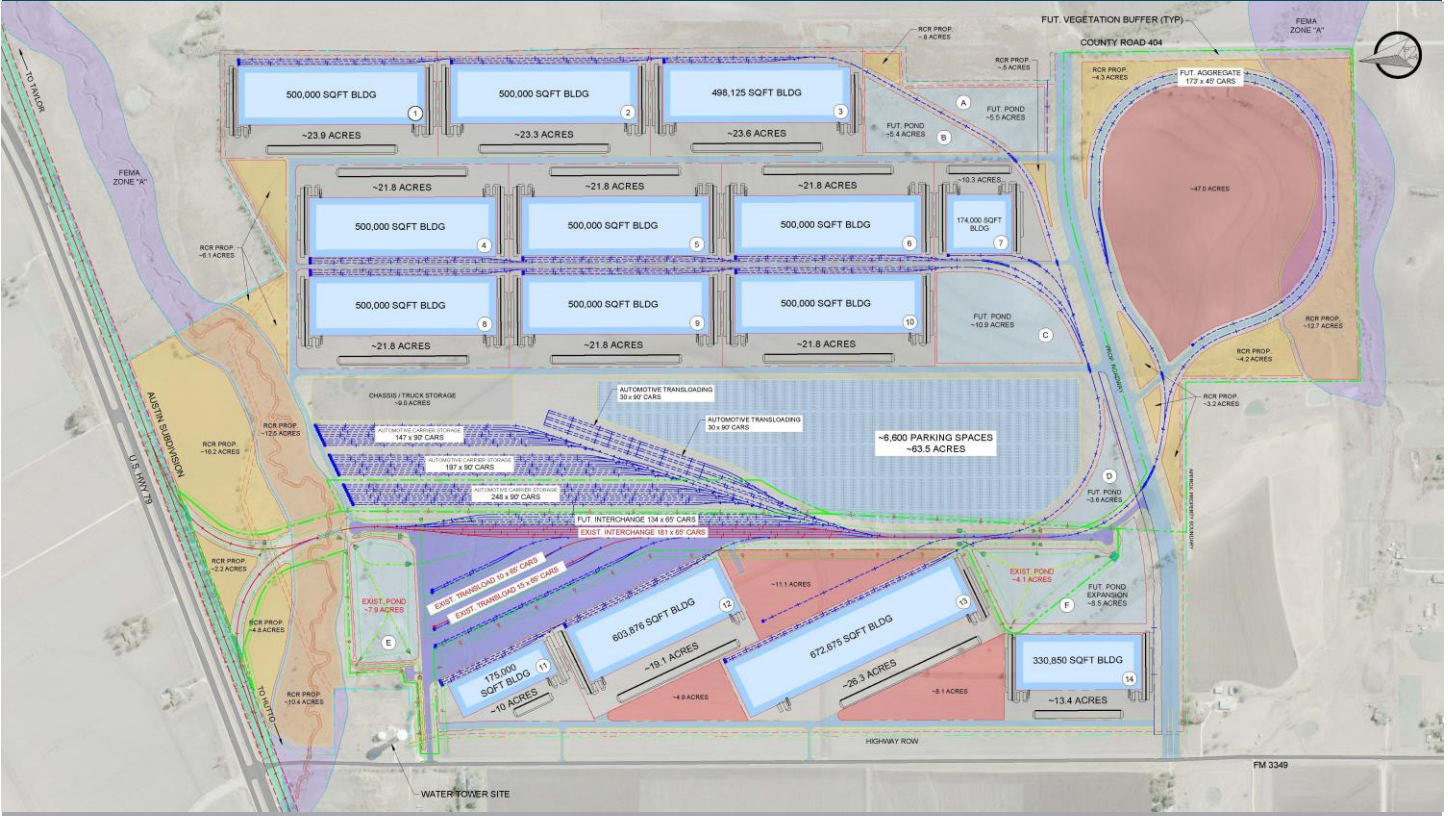 FUT. VEGETATION BUFFER (TYP)
COUNTY ROAD 404
FEMA
ZONE "A"
TO TAYLOR
FEMA
ZONE "A"
RCR PROP.
RCR PROP.
~.5 ACRES
RCR PROP.
~4.3 ACRES
FUT. AGGREGATE
173' x 45' CARS
500,000 SQFT BLDG
1
~23.9 ACRES
500,000 SQFT BLDG
2
~23.3 ACRES
498,125 SQFT BLDG
3
~23.6 ACRES
A
FUT. POND
~5.5 ACRES
FUT. POND
~5.4 ACRES
B
~47.0 ACRES
~21.8 ACRES
500,000 SQFT BLDG
4
~21.8 ACRES
500,000 SQFT BLDG
5
~21.8 ACRES
500,000 SQFT BLDG
6
~10.3 ACRES
174,000 SQFT
BLDG
7
RCR PROP.
~6.1 ACRES
500,000 SQFT BLDG
8
~21.8 ACRES
500,000 SQFT BLDG
9
~21.8 ACRES
500,000 SQFT BLDG
10
~21.8 ACRES
FUT. POND
~10.9 ACRES
C
RCR PROP.
~12.7 ACRES
RCR PROP.
~4.2 ACRES
RCR PROP.
~3.2 ACRES
PROP. ROADWAY
APPROX PROPERTY BOUNDARY
CHASSIS / TRUCK STORAGE
~9.0 ACRES
AUTOMOTIVE TRANSLOADING
30 x 90' CARS
AUTOMOTIVE TRANSLOADING
30 x 90' CARS
AUTOMOTIVE CARRIER STORAGE
147 x 90' CARS
AUTOMOTIVE CARRIER STORAGE
197 x 90' CARS
AUTOMOTIVE CARRIER STORAGE
248 x 90' CARS
~6,600 PARKING SPACES
~63.5 ACRES
D
FUT. POND
~3.6 ACRES
AUSTIN SUBDIVISION
U.S. HWY 79
RCR PROP.
~16.2 ACRES
RCR PROP.
FUT. INTERCHANGE 134 x 65' CARS
EXIST. INTERCHANGE 181 x 65' CARS
EXIST. TRANSLOAD 10 x 65' CARS
EXIST. TRANSLOAD 15 x 65' CARS
RCR PROP.
~2.2 ACRES
RCR PROP.
~4.8 ACRES
RCR PROP.
~10.4 ACRES
TO HUTTO
EXIST. POND
~7.9 ACRES
E
175,000
SQFT BLDG
11
~10 ACRES
603,876 SQFT BLDG
12
~19.1 ACRES
~11.1 ACRES
672,675 SQFT BLDG
13
~26.3 ACRES
~4.9 ACRES
EXIST. POND
~4.1 ACRES
FUT. POND
EXPANSION
~8.5 ACRES
F
330,850 SQFT BLDG
14
~13.4 ACRES
HIGHWAY ROW
FM 3349
WATER TOWER SITE